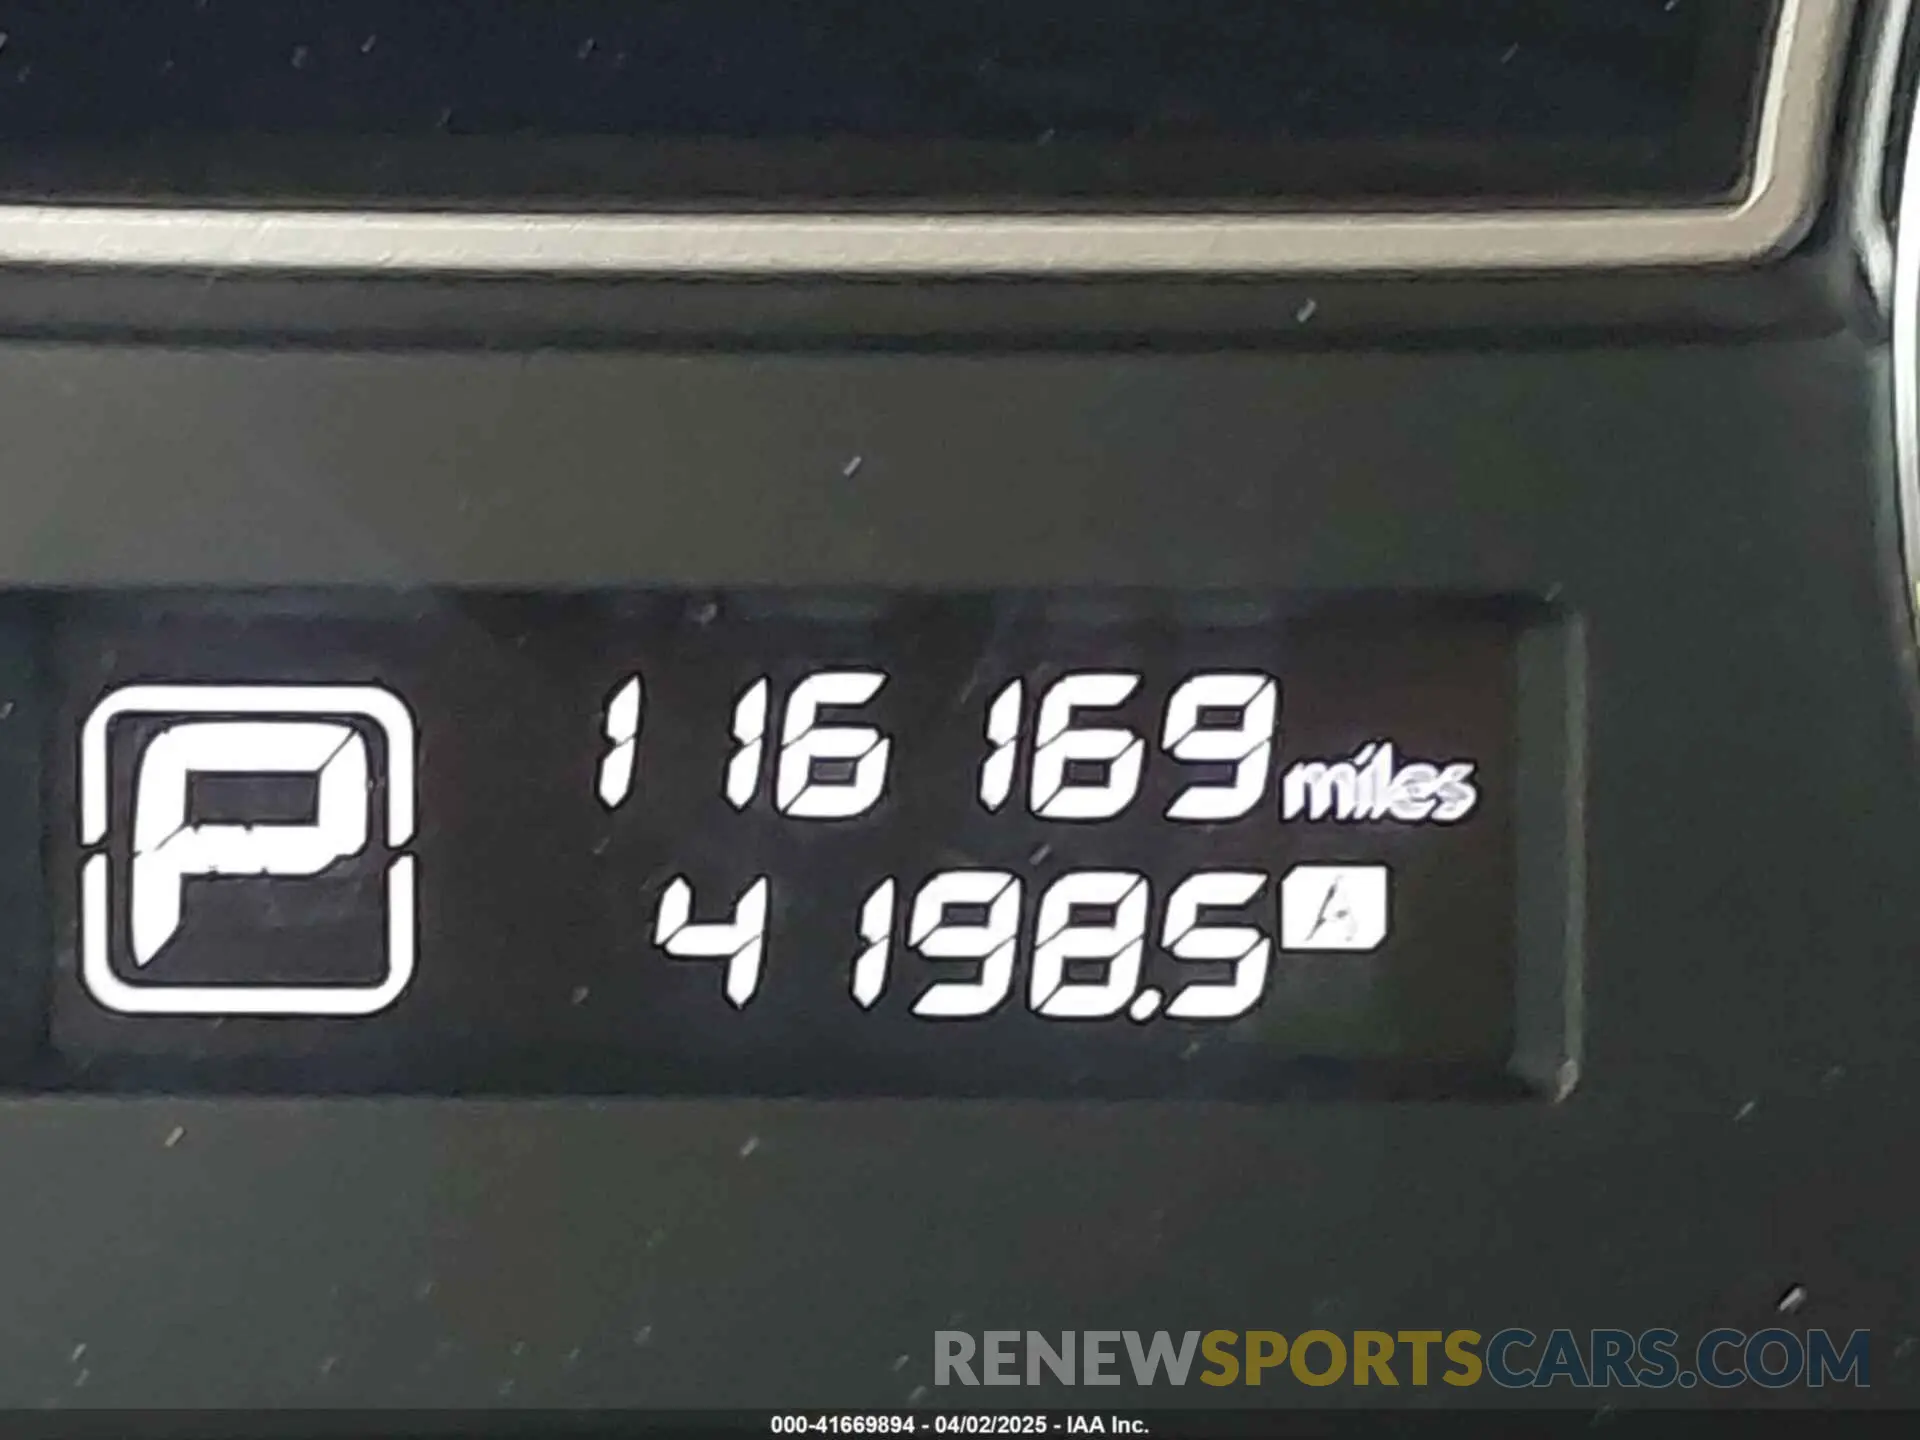 P
116169 miles
4198.5 A
RENEWSPORTSCARS.COM
000-41669894 - 04/02/2025 - IAA Inc.